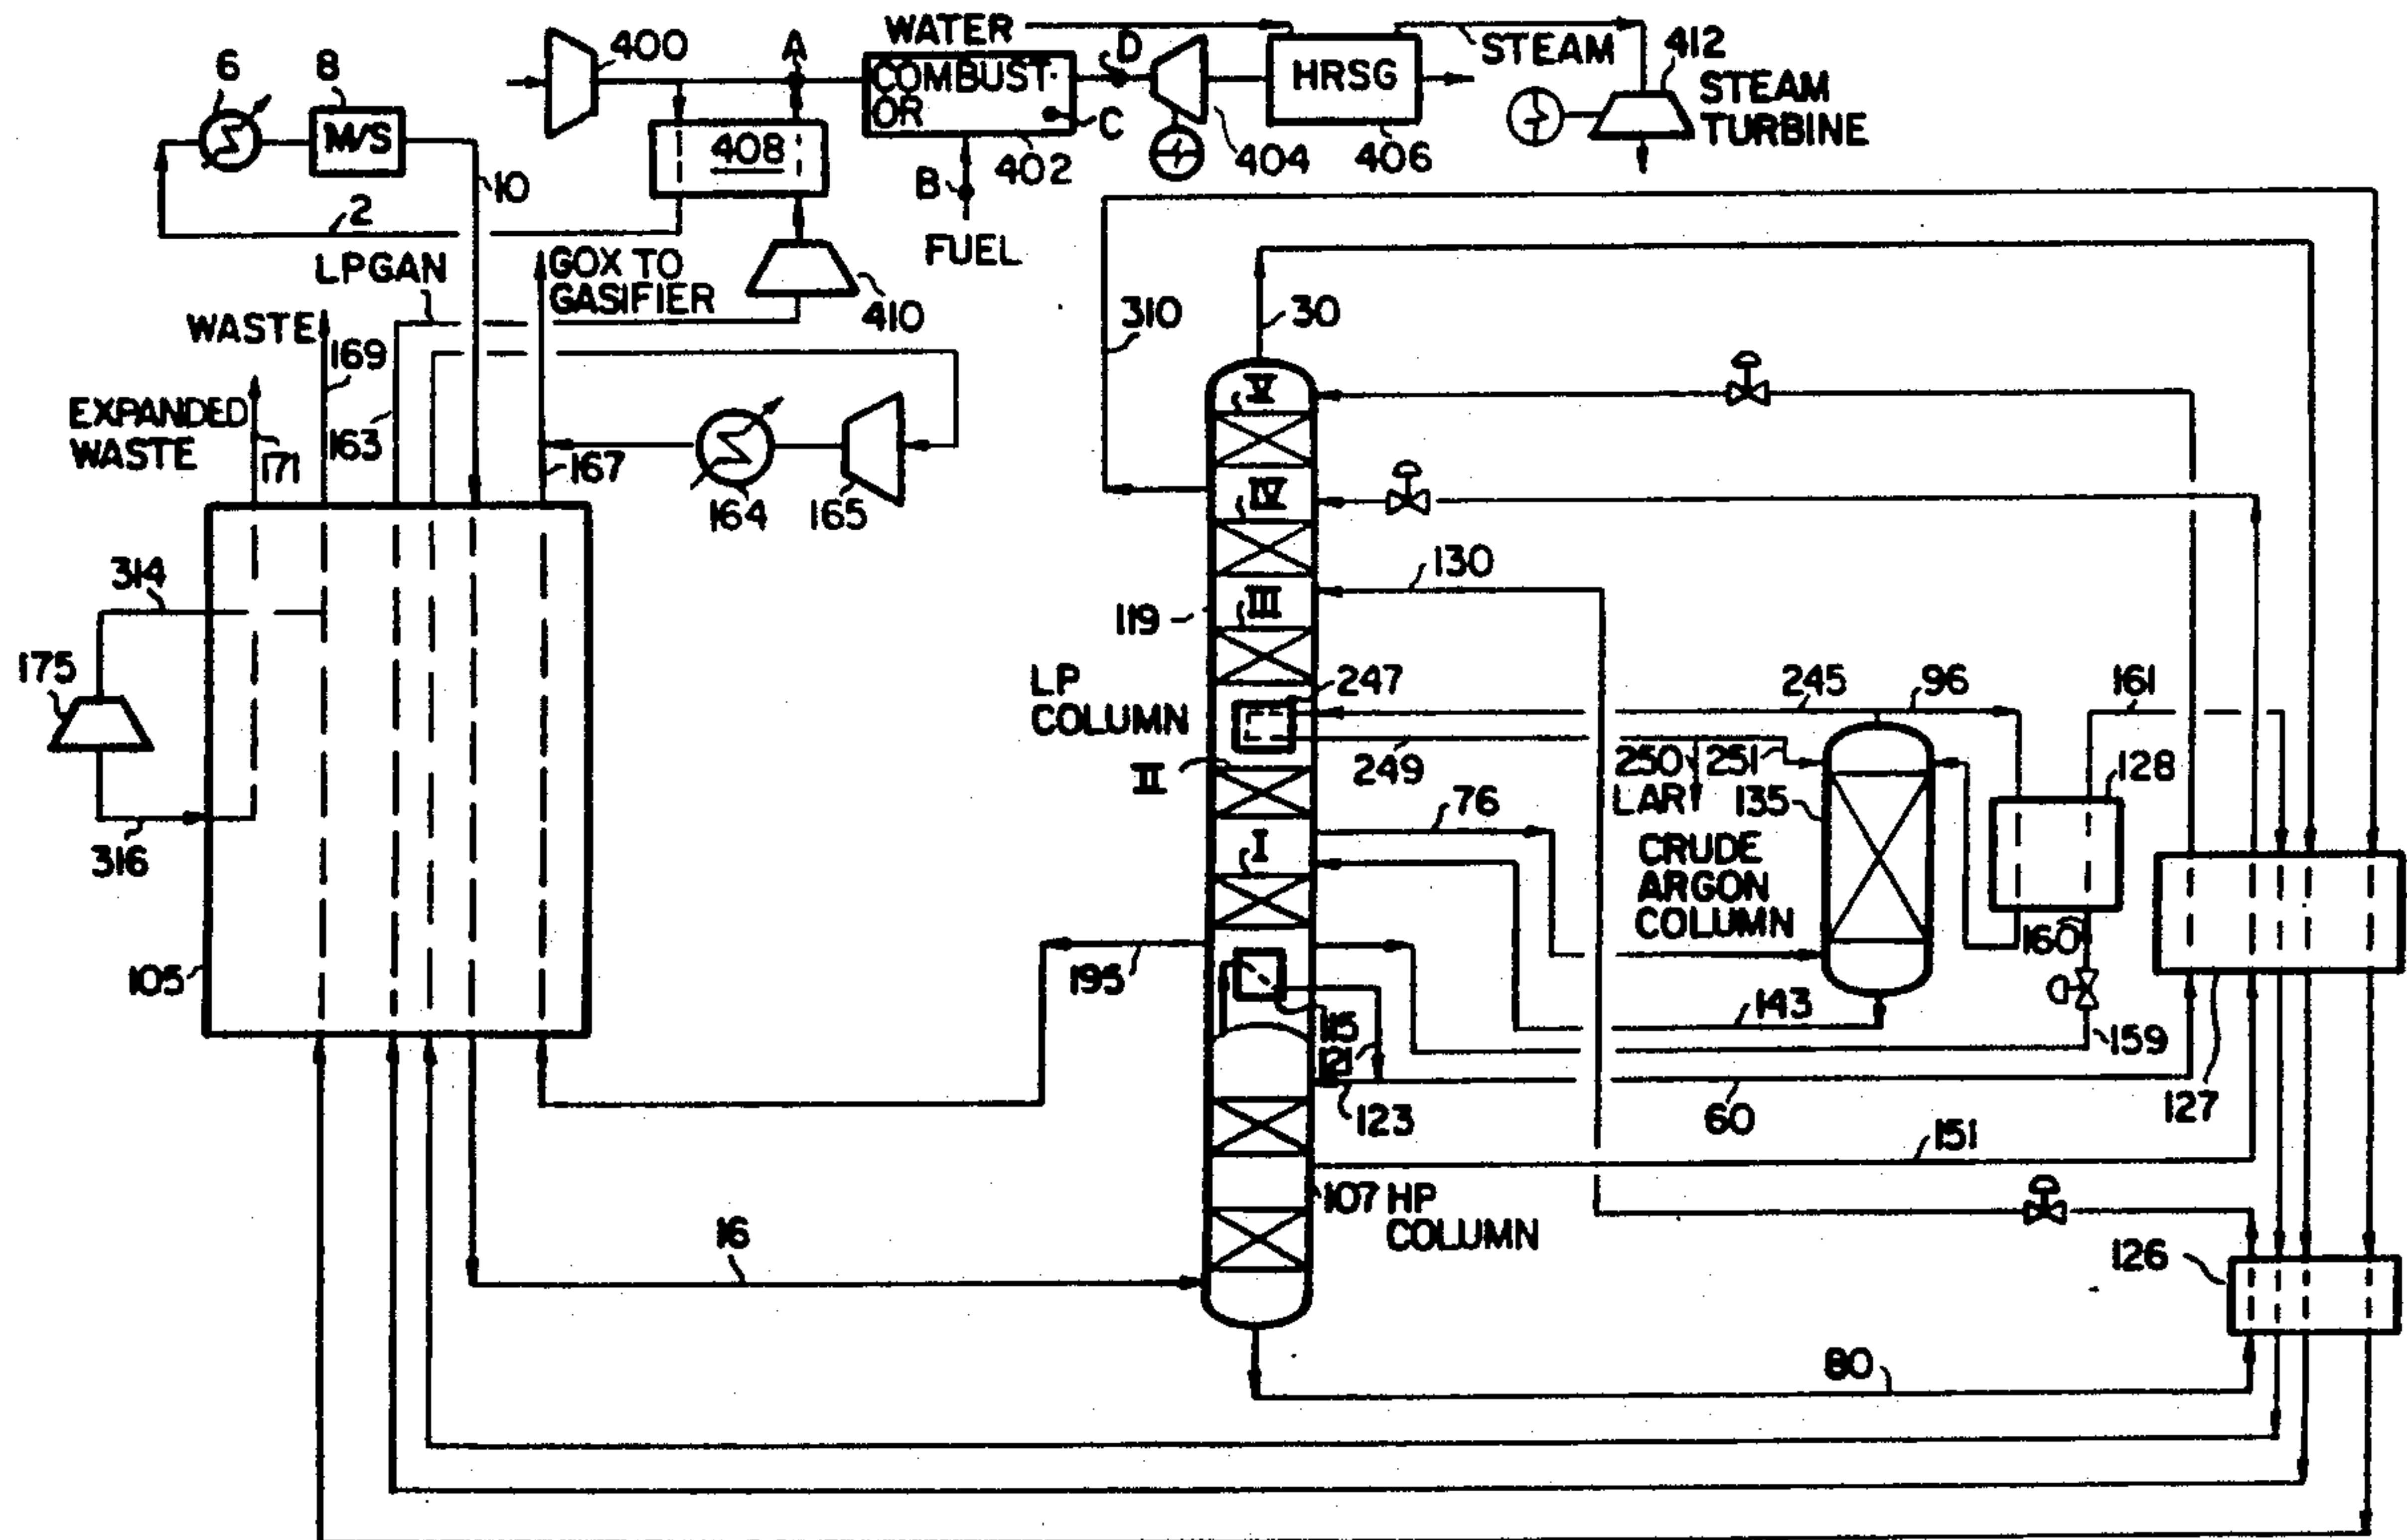 WATER
400
A
D
STEAM
412
6
8
COMBUST-
OR
HRSG
STEAM
TURBINE
M/S
C
408
402
404
406
10
B
2
FUEL
LPGAN
GOX TO
GASIFIER
410
310
30
WASTE
169
V
EXPANDED
WASTE
171
163
167
164
165
IV
314
130
119
III
175
LP
COLUMN
247
245
96
161
249
250
251
128
II
LAR
135
316
76
CRUDE
ARGON
COLUMN
I
160
105
195
143
115
121
159
123
60
127
151
107 HP
COLUMN
16
126
80